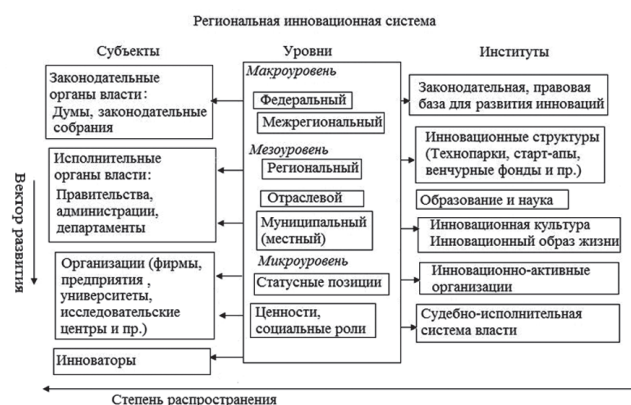 Региональная инновационная система
Субъекты
Уровни
Институты
Вектор развития
Законодательные
органы власти:
Думы, законодательные
собрания
Исполнительные
органы власти:
Правительства,
администрации,
департаменты
Организации (фирмы,
предприятия ,
университеты,
исследовательские
центры и пр.)
Инноваторы
Макроуровень
Федеральный
Межрегиональный
Мезоуровень
Региональный
Отраслевой
Муниципальный
(местный)
Микроуровень
Статусные позиции
Ценности,
социальные роли
Законодательная, правовая
база для развития инноваций
Инновационные структуры
(Технопарки, старт-апы,
венчурные фонды и пр.)
Образование и наука
Инновационная культура
Инновационный образ жизни
Инновационно-активные
организации
Судебно-исполнительная
система власти
Степень распространения